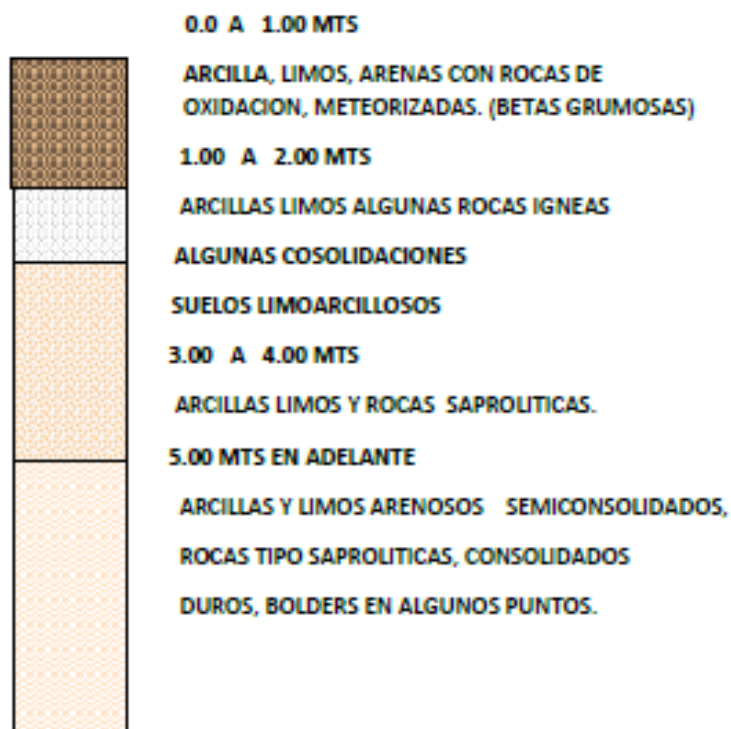 0.0 A 1.00 MTS
ARCILLA, LIMOS, ARENAS CON ROCAS DE
OXIDACION, METEORIZADAS. (BETAS GRUMOSAS)
1.00 A 2.00 MTS
ARCILLAS LIMOS ALGUNAS ROCAS IGNEAS
ALGUNAS COSOLIDACIONES
SUELOS LIMOARCILLOSOS
3.00 A 4.00 MTS
ARCILLAS LIMOS Y ROCAS SAPROLITICAS.
5.00 MTS EN ADELANTE
ARCILLAS Y LIMOS ARENOSOS SEMICONSOLIDADOS,
ROCAS TIPO SAPROLITICAS, CONSOLIDADOS
DUROS, BOLDERS EN ALGUNOS PUNTOS.